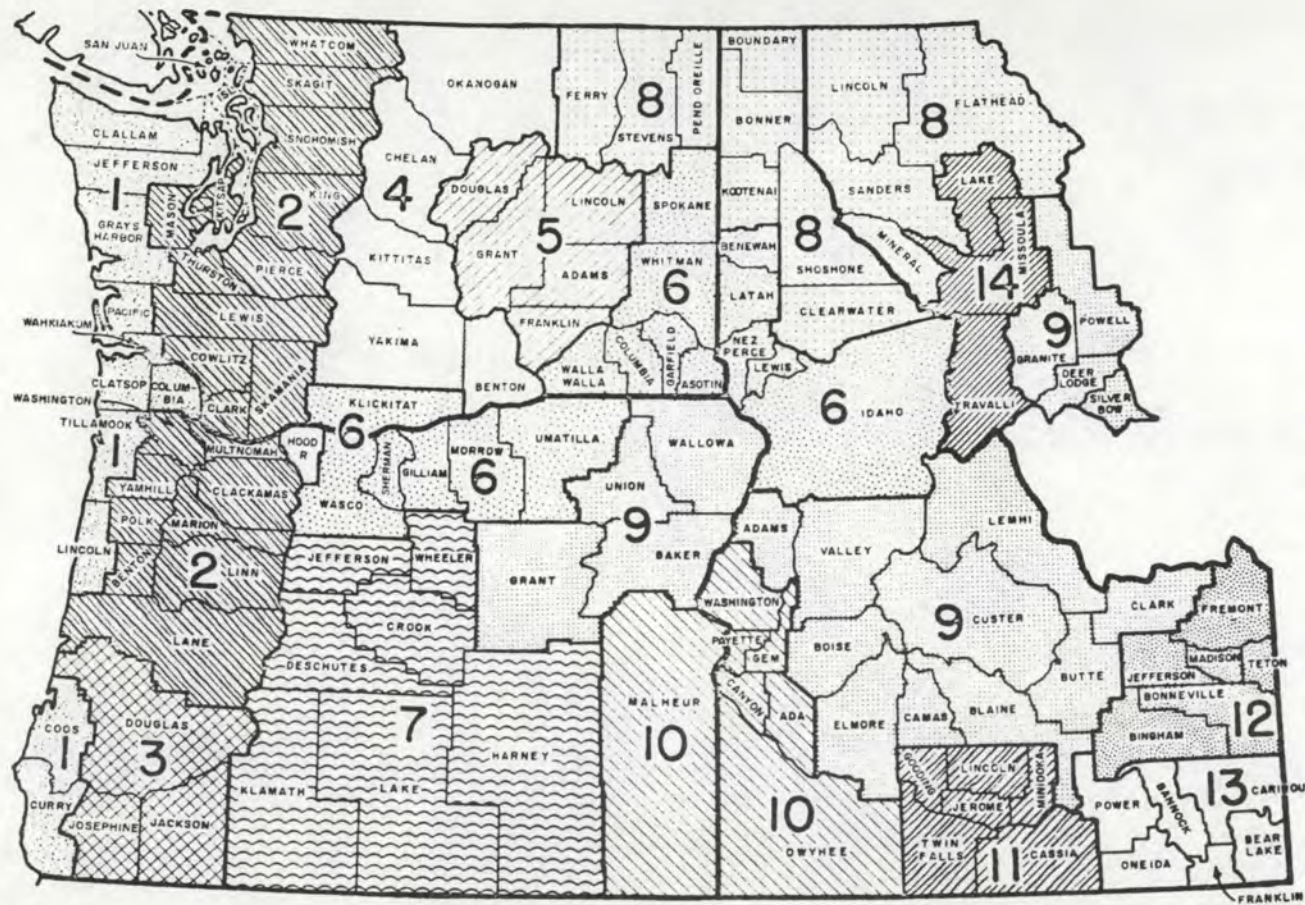 SAN JUAN
WHATCOM
SKAGIT
ISL
SNOHOMISH
CLALLAM
JEFFERSON
1
MASON
KITSAP
2
KING
GRAYS
HARBOR
THURSTON
PIERCE
PACIFIC
LEWIS
WAHKIAKUM
COWLITZ
CLATSOP
COLUM-
BIA
CLARK
SKAMANIA
WASHINGTON
OKANOGAN
CHELAN
4
DOUGLAS
KITTITAS
YAKIMA
BENTON
FERRY
8
STEVENS
PEND OREILLE
LINCOLN
5
GRANT
ADAMS
FRANKLIN
SPOKANE
WHITMAN
6
WALLA
WALLA
COLUMBIA
GARFIELD
ASOTIN
KLICKITAT
6
BOUNDARY
BONNER
KOOTENAI
BENEWAH
8
SHOSHONE
LATAH
CLEARWATER
NEZ
PERCE
LEWIS
6
IDAHO
LINCOLN
FLATHEAD
8
SANDERS
LAKE
MINERAL
MISSOULA
14
POWELL
9
GRANITE
DEER
LODGE
SILVER
BOW
RAVALLI
TILLAMOOK
1
MULTNOMAH
HOOD
R
YAMHILL
CLACKAMAS
POLK
MARION
LINCOLN
BENTON
2
LINN
LANE
WASCO
SHERMAN
GILLIAM
MORROW
6
UMATILLA
UNION
WALLOWA
9
BAKER
JEFFERSON
WHEELER
GRANT
CROOK
DESCHUTES
7
HARNEY
KLAMATH
LAKE
COOS
1
DOUGLAS
3
CURRY
JOSEPHINE
JACKSON
MALHEUR
10
ADAMS
VALLEY
LEMHI
WASHINGTON
9
CUSTER
PAYETTE
GEM
BOISE
CANYON
ADA
ELMORE
CAMAS
BLAINE
BUTTE
CLARK
FREMONT
MADISON
TETON
JEFFERSON
BONNEVILLE
12
BINGHAM
10
OWYHEE
GOODING
LINCOLN
MINIDOKA
JEROME
TWIN
FALLS
11
CASSIA
POWER
BANNOCK
13
CARIBOU
ONEIDA
BEAR
LAKE
FRANKLIN